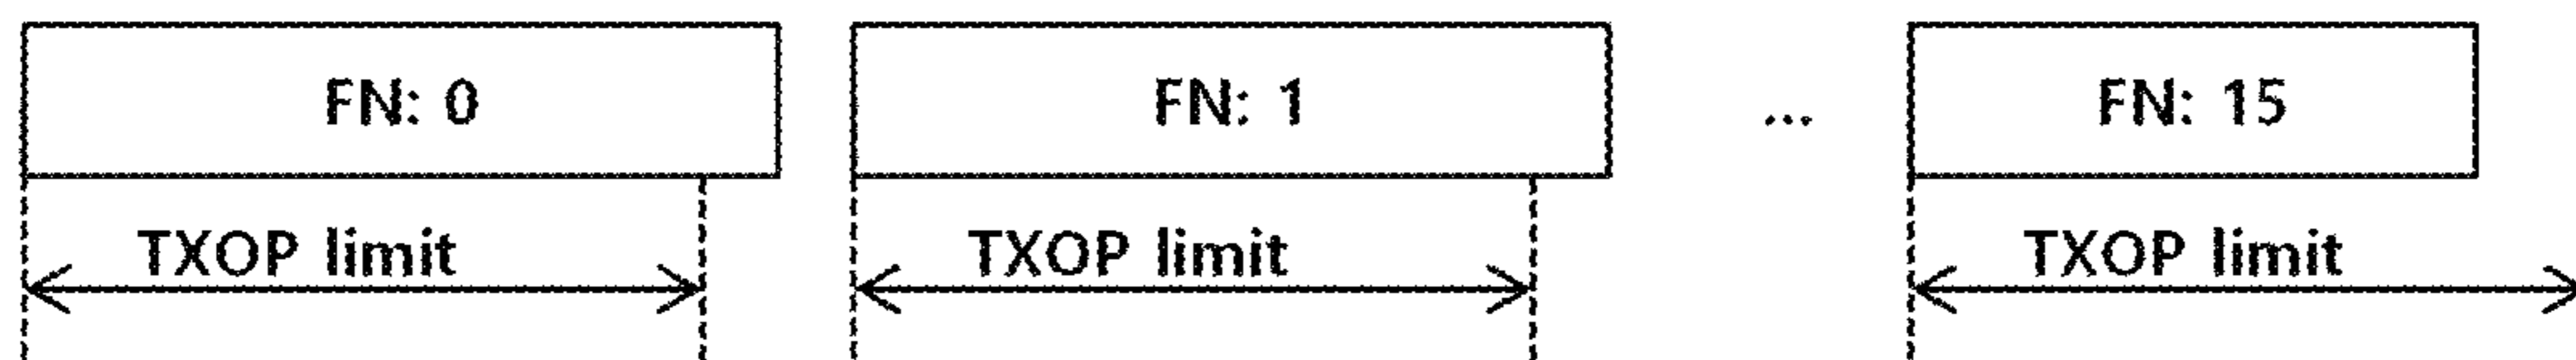 FN: 0 FN: 1 ... FN: 15
TXOP limit TXOP limit TXOP limit